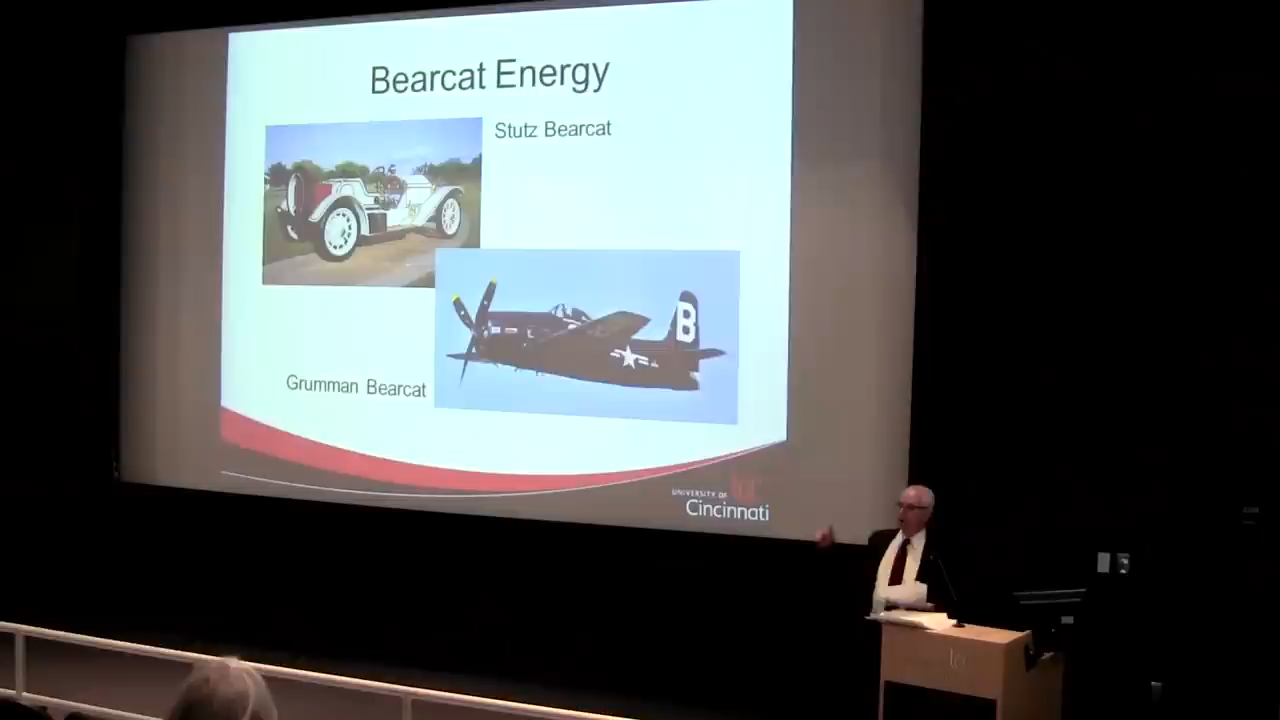 Bearcat Energy
Stutz Bearcat
B
Grumman Bearcat
UNIVERSITY OF
Cincinnati